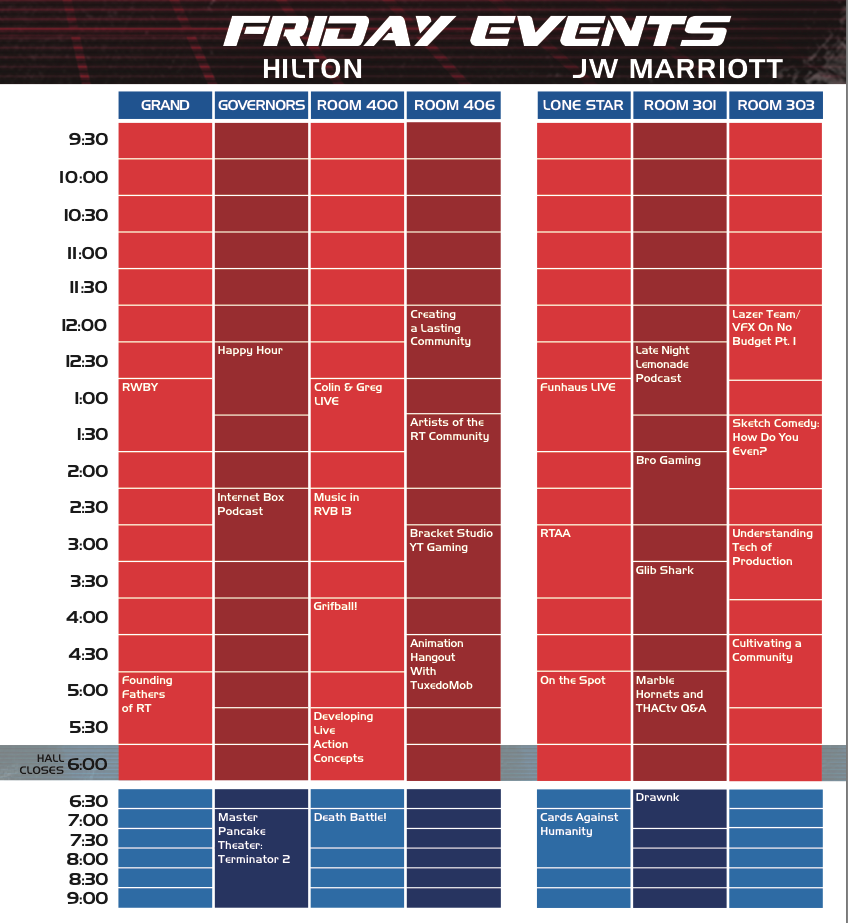 FRIDAY EVENTS
HILTON
JW MARRIOTT
GRAND
GOVERNORS
ROOM 400
ROOM 406
LONE STAR
ROOM 301
ROOM 303
9:30
10:00
10:30
11:00
11:30
12:00
Creating
a Lasting
Community
Lazer Team/
VFX On No
Budget Pt. 1
12:30
Happy Hour
Late Night
Lemonade
Podcast
1:00
RWBY
Colin & Greg
LIVE
Funhaus LIVE
1:30
Artists of the
RT Community
Sketch Comedy:
How Do You
Even?
2:00
Bro Gaming
2:30
Internet Box
Podcast
Music in
RVB 13
3:00
Bracket Studio
YT Gaming
RTAA
Understanding
Tech of
Production
3:30
Glib Shark
4:00
Grifball!
4:30
Animation
Hangout
With
TuxedoMob
Cultivating a
Community
5:00
Founding
Fathers
of RT
On the Spot
Marble
Hornets and
THACtv Q&A
5:30
Developing
Live
Action
Concepts
HALL
CLOSES
6:00
6:30
Drawnk
7:00
Master
Pancake
Theater:
Terminator 2
Death Battle!
Cards Against
Humanity
7:30
8:00
8:30
9:00